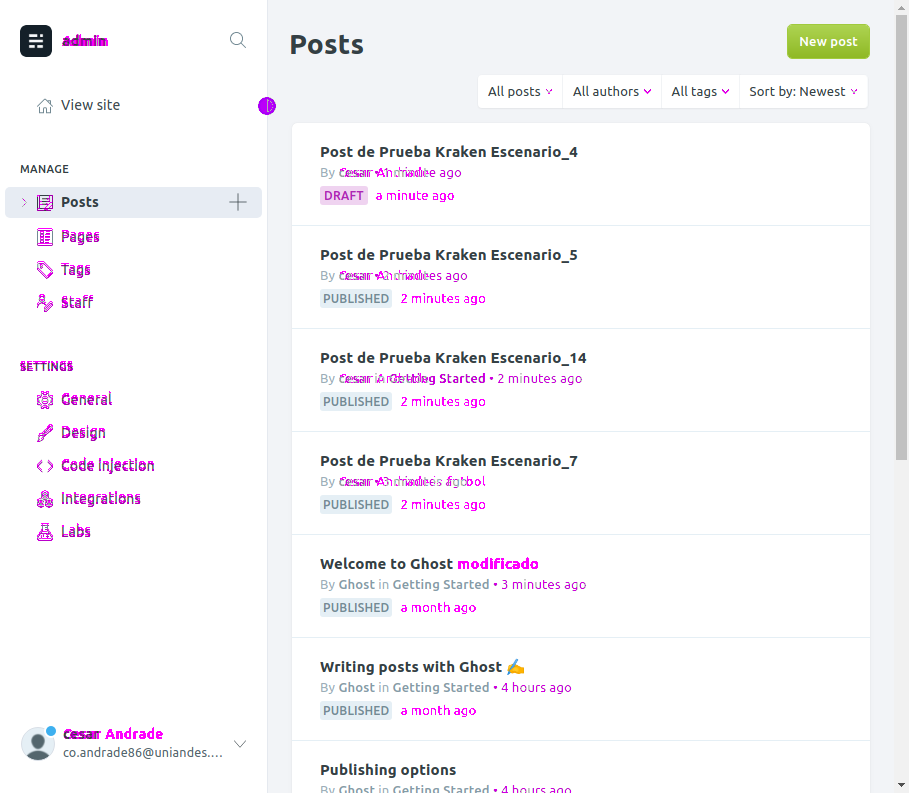 Admin
View site
MANAGE
Posts
Pages
Tags
Staff
SETTINGS
General
Design
Code injection
Integrations
Labs
cesar Andrade
co.andrade86@uniandes....
Posts
New post
All posts
All authors
All tags
Sort by: Newest
Post de Prueba Kraken Escenario_4
By Cesar ago
DRAFT a minute ago
Post de Prueba Kraken Escenario_5
By Cesar ago
PUBLISHED 2 minutes ago
Post de Prueba Kraken Escenario_14
By Cesar Getting Started • 2 minutes ago
PUBLISHED 2 minutes ago
Post de Prueba Kraken Escenario_7
By Cesar
PUBLISHED 2 minutes ago
Welcome to Ghost modificado
By Ghost in Getting Started • 3 minutes ago
PUBLISHED a month ago
Writing posts with Ghost ✍️
By Ghost in Getting Started • 4 hours ago
PUBLISHED a month ago
Publishing options
By Ghost in Getting Started • 4 hours ago